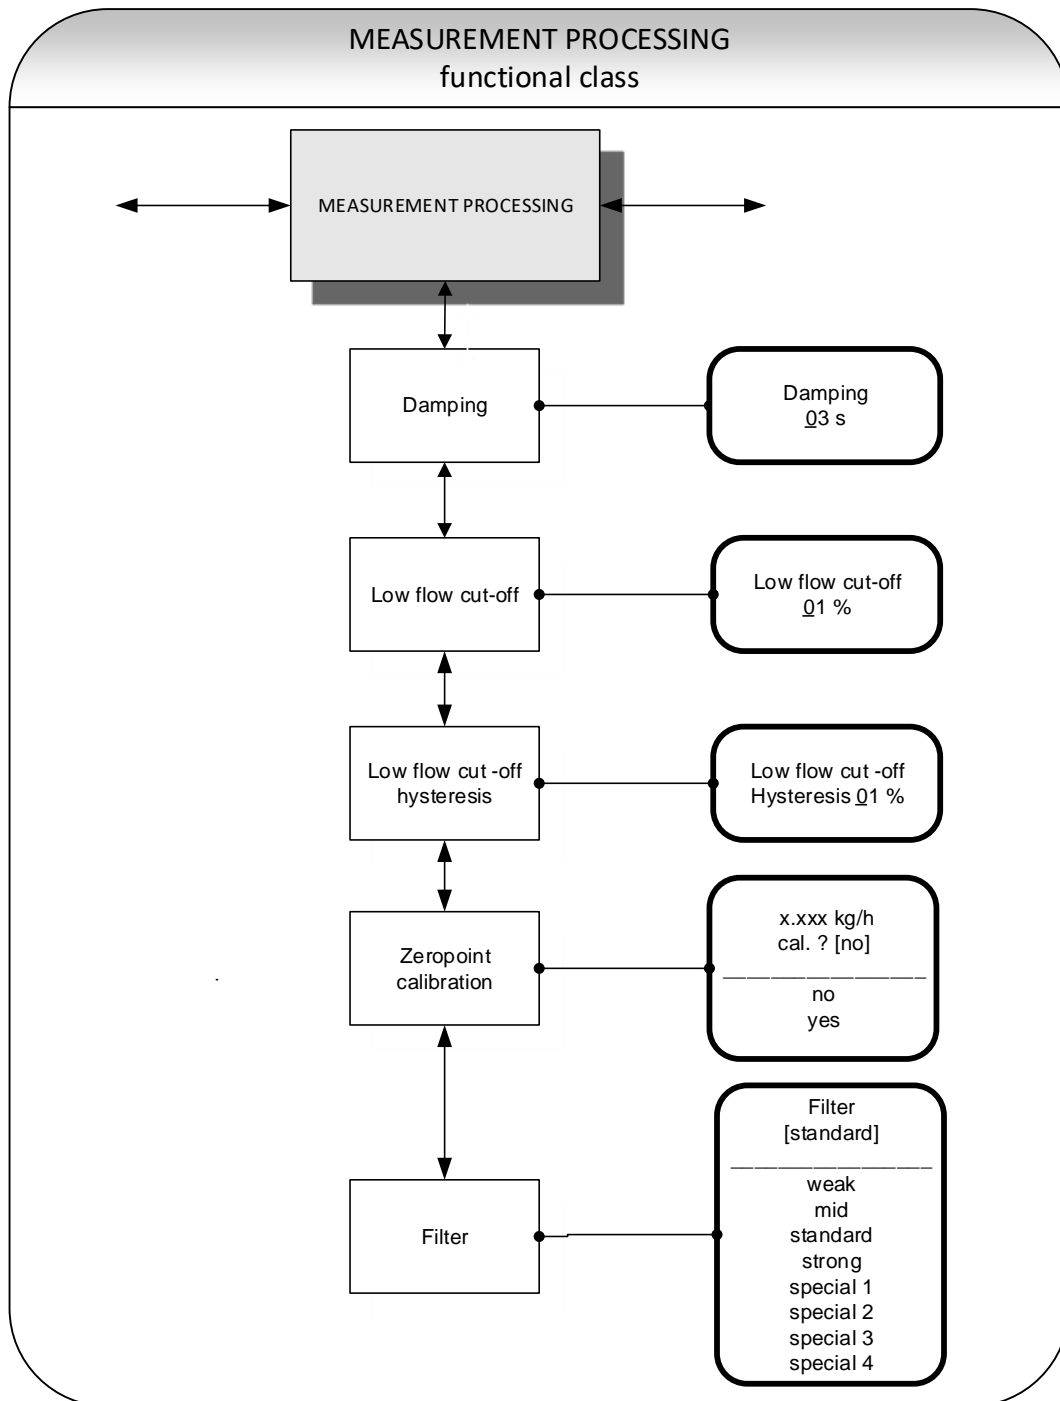 MEASUREMENT PROCESSING
functional class
MEASUREMENT PROCESSING
Damping
Damping
03 s
Low flow cut-off
Low flow cut-off
01 %
Low flow cut -off
hysteresis
Low flow cut -off
Hysteresis 01 %
Zeropoint
calibration
x.xxx kg/h
cal. ? [no]
no
yes
Filter
Filter
[standard]
weak
mid
standard
strong
special 1
special 2
special 3
special 4